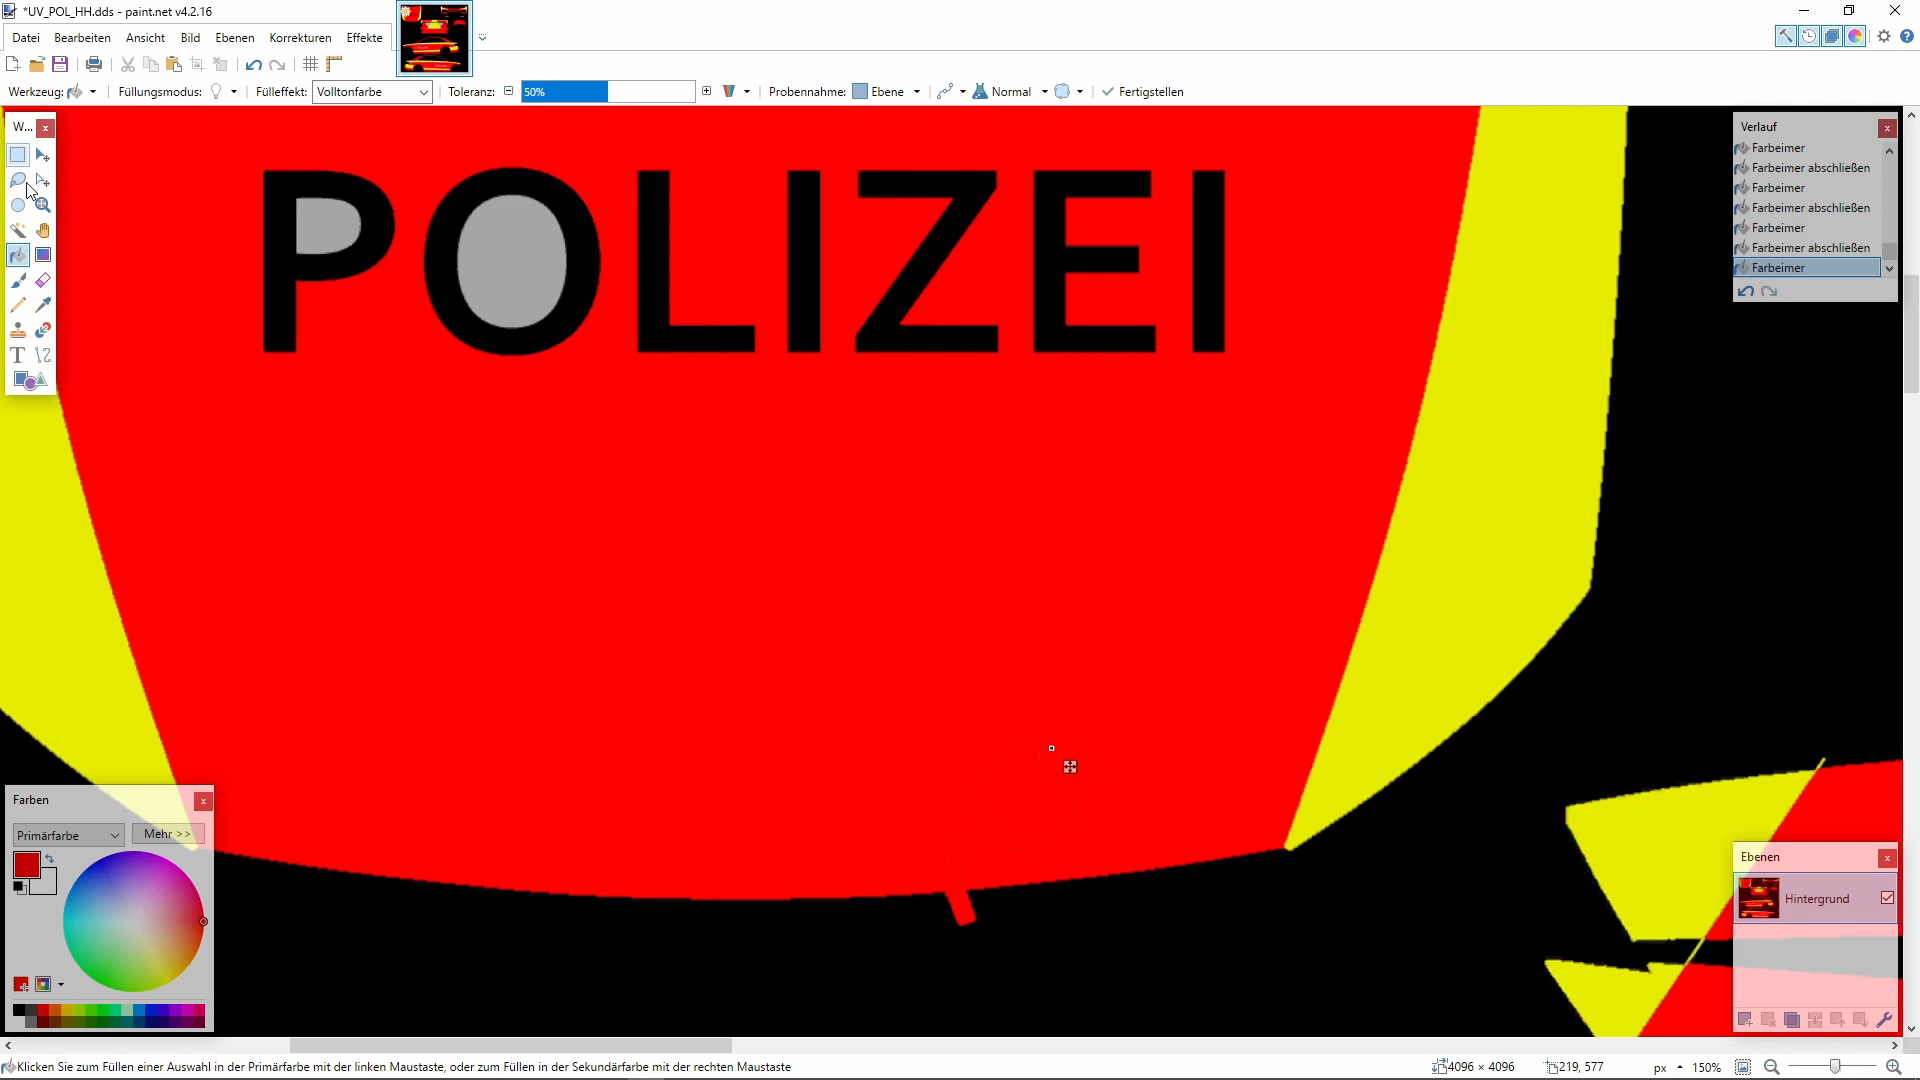 *UV_POL_HH.dds - paint.net v4.2.16
Datei Bearbeiten Ansicht Bild Ebenen Korrekturen Effekte
Werkzeug: Füllungsmodus: Fülleffekt: Volltonfarbe Toleranz: 50% Probennahme: Ebene Normal Fertigstellen
W...
POLIZEI
Verlauf
Farbeimer
Farbeimer abschließen
Farbeimer
Farbeimer abschließen
Farbeimer
Farbeimer abschließen
Farbeimer
Farben
Primärfarbe Mehr >>
Ebenen
Hintergrund
Klicken Sie zum Füllen einer Auswahl in der Primärfarbe mit der linken Maustaste, oder zum Füllen in der Sekundärfarbe mit der rechten Maustaste 4096 × 4096 219, 577 px 150%